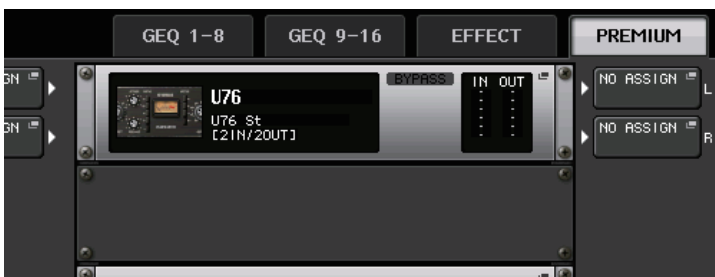 GEQ 1-8 GEQ 9-16 EFFECT PREMIUM
GN BYPASS IN OUT NO ASSIGN L
U76
U76 St
[2IN/2OUT]
GN NO ASSIGN R